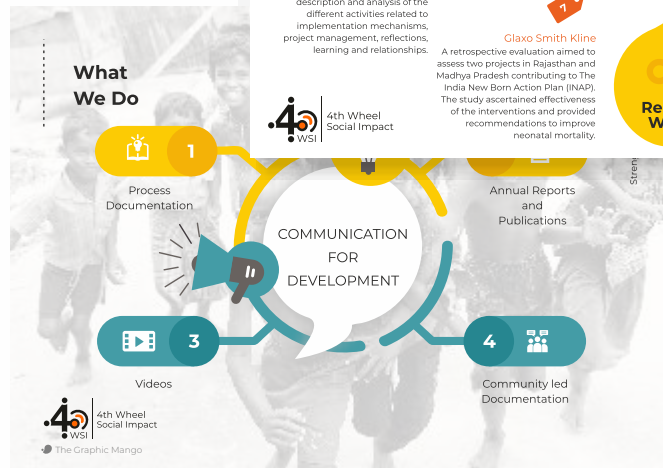 description and analysis of the
different activities related to
implementation mechanisms,
project management, reflections,
learning and relationships.
7
Glaxo Smith Kline
A retrospective evaluation aimed to
assess two projects in Rajasthan and
Madhya Pradesh contributing to The
India New Born Action Plan (INAP).
The study ascertained effectiveness
of the interventions and provided
recommendations to improve
neonatal mortality.
4th Wheel
Social Impact
WSI
What
We Do
1
Process
Documentation
Annual Reports
and
Publications
COMMUNICATION
FOR
DEVELOPMENT
3
Videos
4
Community led
Documentation
4th Wheel
Social Impact
WSI
The Graphic Mango